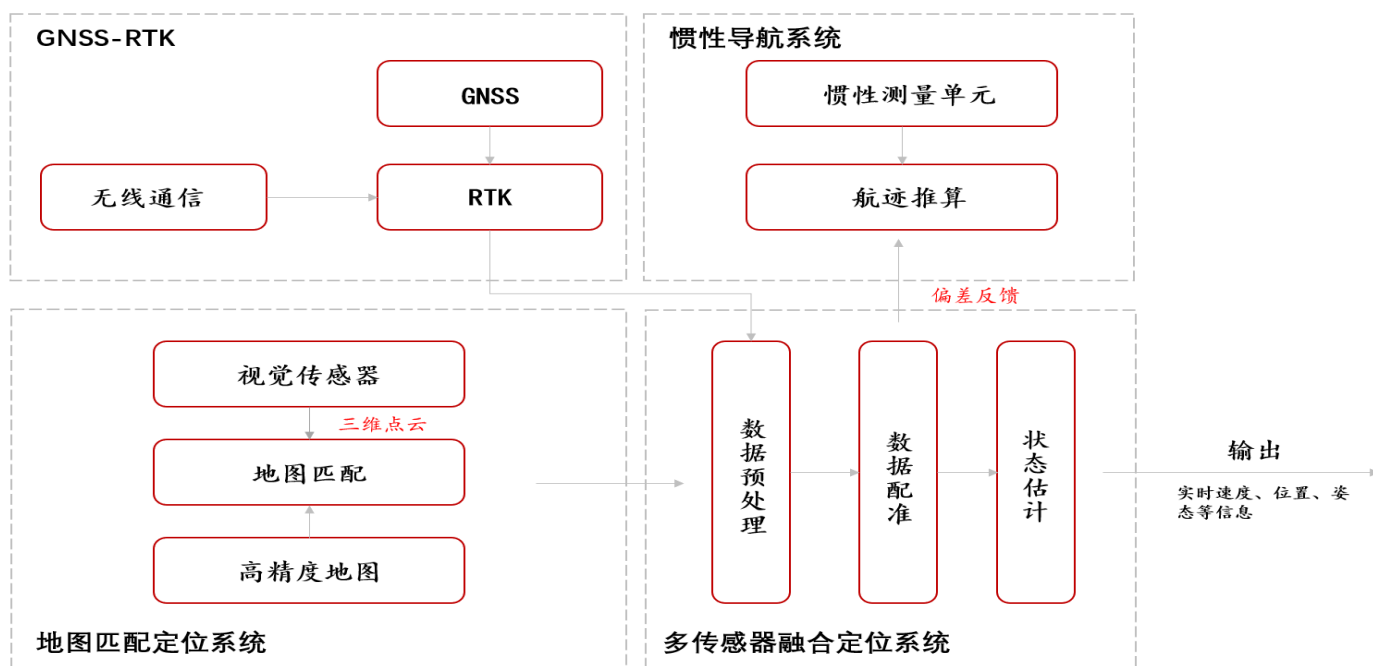 GNSS-RTK
GNSS
无线通信
RTK
惯性导航系统
惯性测量单元
航迹推算
偏差反馈
视觉传感器
三维点云
地图匹配
高精度地图
地图匹配定位系统
数据预处理
数据配准
状态估计
多传感器融合定位系统
输出
实时速度、位置、姿
态等信息